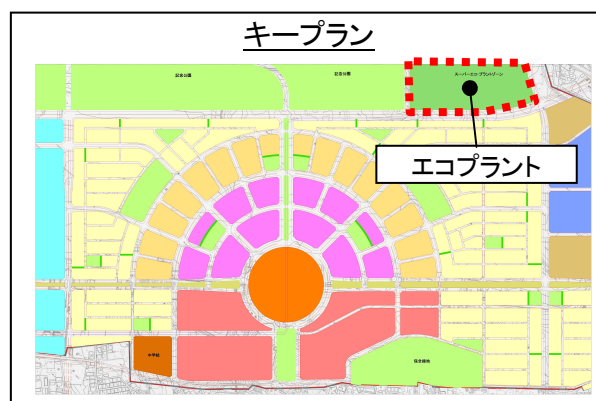 キープラン
記念公園
記念公園
スーパーエコ・プラントゾーン
エコプラント
中学校
保全緑地